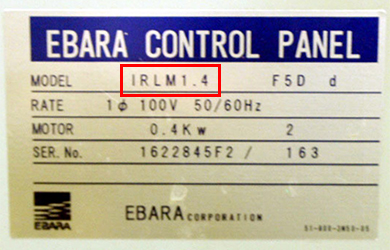 EBARA CONTROL PANEL
MODEL IRLM1.4 F5D d
RATE 1ϕ 100V 50/60Hz
MOTOR 0.4Kw 2
SER. No. 1622845F2 / 163
EBARA
EBARA CORPORATION